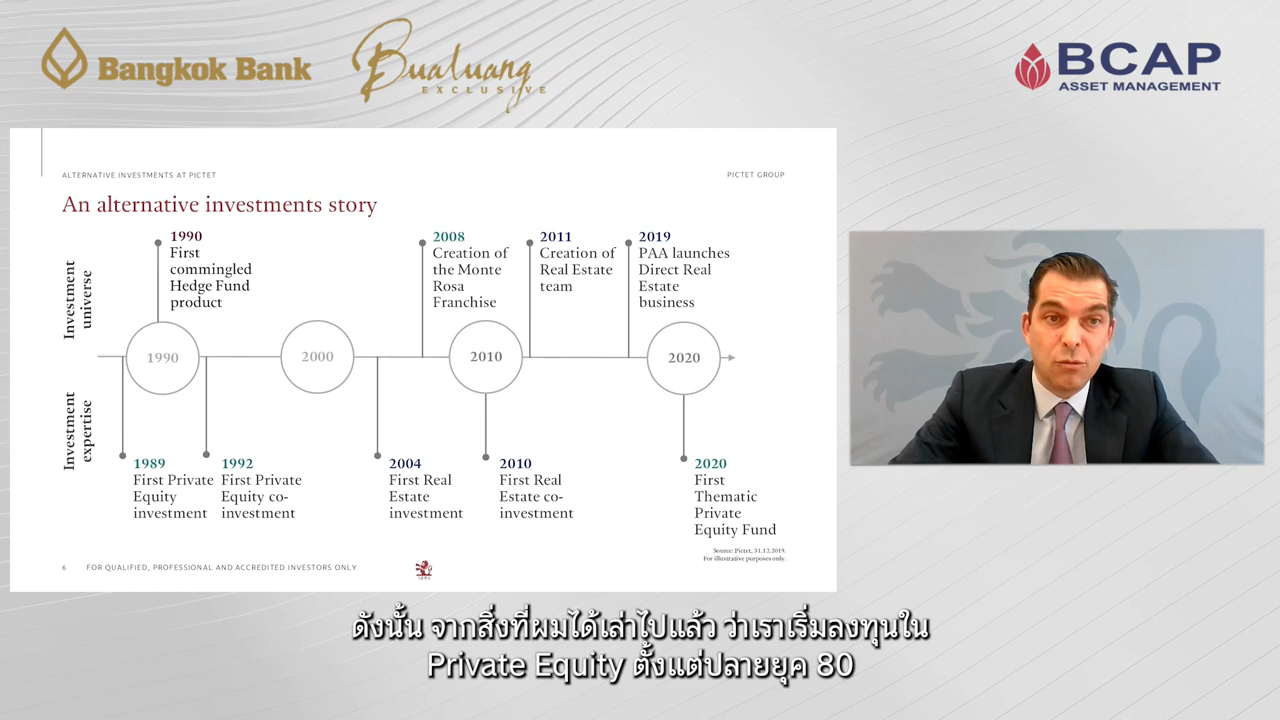 Bangkok Bank
Bualuang
EXCLUSIVE
BCAP
ASSET MANAGEMENT
ALTERNATIVE INVESTMENTS AT PICTET
PICTET GROUP
An alternative investments story
Investment
universe
1990
First
commingled
Hedge Fund
product
2008
Creation of
the Monte
Rosa
Franchise
2011
Creation of
Real Estate
team
2019
PAA launches
Direct Real
Estate
business
1990
2000
2010
2020
Investment
expertise
1989
First Private
Equity
investment
1992
First Private
Equity co-
investment
2004
First Real
Estate
investment
2010
First Real
Estate co-
investment
2020
First
Thematic
Private
Equity Fund
Source: Pictet, 31.12.2019.
For illustrative purposes only.
6
FOR QUALIFIED, PROFESSIONAL AND ACCREDITED INVESTORS ONLY
ดังนั้น จากสิ่งที่ผมได้เล่าไปแล้ว ว่าเราเริ่มลงทุนใน
Private Equity ตั้งแต่ปลายยุค 80